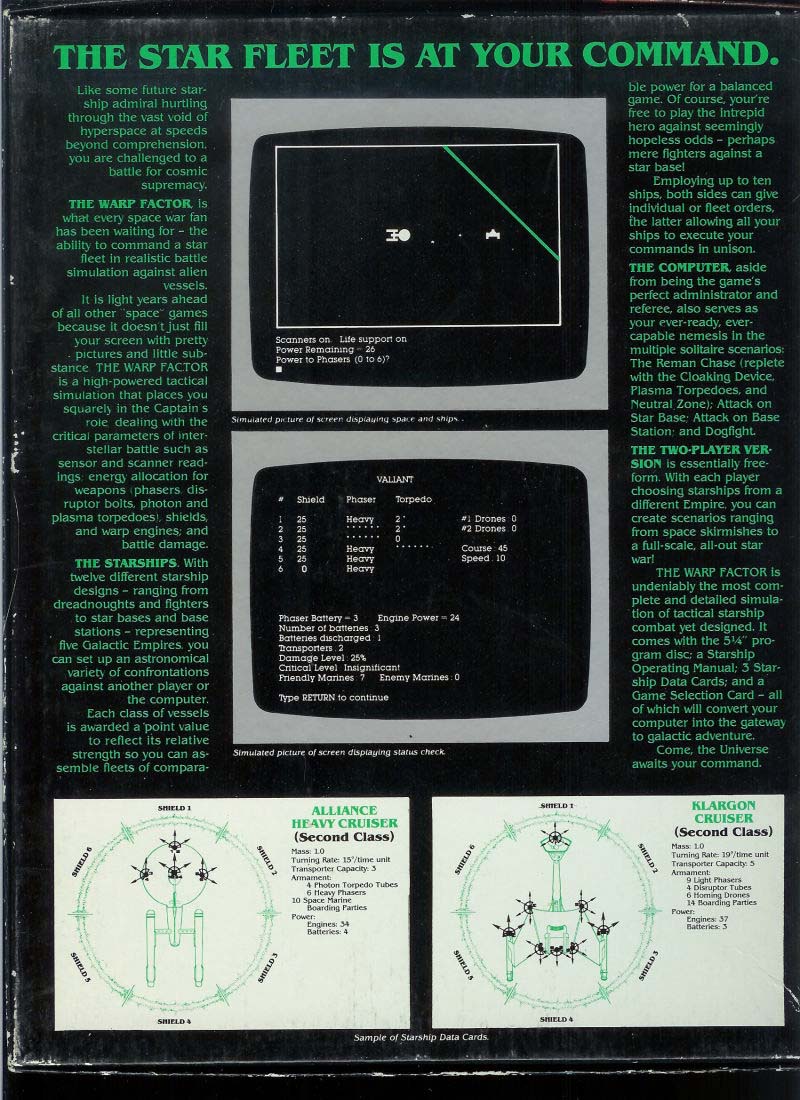 THE STAR FLEET IS AT YOUR COMMAND.
Like some future star-
ship admiral hurtling
through the vast void of
hyperspace at speeds
beyond comprehension,
you are challenged to a
battle for cosmic
supremacy.
THE WARP FACTOR, is
what every space war fan
has been waiting for – the
ability to command a star
fleet in realistic battle
simulation against alien
vessels.
It is light years ahead
of all other "space" games
because it doesn't just fill
your screen with pretty
pictures and little sub-
stance. THE WARP FACTOR
is a high-powered tactical
simulation that places you
squarely in the Captain's
role, dealing with the
critical parameters of inter-
stellar battle such as
sensor and scanner read-
ings; energy allocation for
weapons (phasers, dis-
ruptor bolts, photon and
plasma torpedoes), shields,
and warp engines; and
battle damage.
THE STARSHIPS. With
twelve different starship
designs – ranging from
dreadnoughts and fighters
to star bases and base
stations – representing
five Galactic Empires, you
can set up an astronomical
variety of confrontations
against another player or
the computer.
Each class of vessels
is awarded a point value
to reflect its relative
strength so you can as-
semble fleets of compara-
Scanners on. Life support on
Power Remaining = 26
Power to Phasers (0 to 6)?
Simulated picture of screen displaying space and ships.
VALIANT
# Shield Phaser Torpedo
1 25 Heavy 2* #1 Drones: 0
2 25 ****** 2* #2 Drones: 0
3 25 ****** 0
4 25 Heavy ****** Course: 45
5 25 Heavy Speed: 10
6 0 Heavy
Phaser Battery = 3 Engine Power = 24
Number of batteries: 3
Batteries discharged: 1
Transporters: 2
Damage Level: 25%
Critical Level: Insignificant
Friendly Marines: 7 Enemy Marines: 0
Type RETURN to continue
Simulated picture of screen displaying status check.
ble power for a balanced
game. Of course, your're
free to play the intrepid
hero against seemingly
hopeless odds – perhaps
mere fighters against a
star base!
Employing up to ten
ships, both sides can give
individual or fleet orders,
the latter allowing all your
ships to execute your
commands in unison.
THE COMPUTER, aside
from being the game's
perfect administrator and
referee, also serves as
your ever-ready, ever-
capable nemesis in the
multiple solitaire scenarios:
The Reman Chase (replete
with the Cloaking Device,
Plasma Torpedoes, and
Neutral Zone); Attack on
Star Base; Attack on Base
Station; and Dogfight.
THE TWO-PLAYER VER-
SION is essentially free-
form. With each player
choosing starships from a
different Empire, you can
create scenarios ranging
from space skirmishes to
a full-scale, all-out star
war!
THE WARP FACTOR is
undeniably the most com-
plete and detailed simula-
tion of tactical starship
combat yet designed. It
comes with the 5¼" pro-
gram disc; a Starship
Operating Manual; 3 Star-
ship Data Cards; and a
Game Selection Card – all
of which will convert your
computer into the gateway
to galactic adventure.
Come, the Universe
awaits your command.
SHIELD 1
SHIELD 2
SHIELD 3
SHIELD 4
SHIELD 5
SHIELD 6
ALLIANCE
HEAVY CRUISER
(Second Class)
Mass: 1.0
Turning Rate: 15°/time unit
Transporter Capacity: 3
Armament:
4 Photon Torpedo Tubes
6 Heavy Phasers
10 Space Marine
Boarding Parties
Power:
Engines: 34
Batteries: 4
SHIELD 1
SHIELD 2
SHIELD 3
SHIELD 4
SHIELD 5
SHIELD 6
KLARGON
CRUISER
(Second Class)
Mass: 1.0
Turning Rate: 19°/time unit
Transporter Capacity: 5
Armament:
9 Light Phasers
4 Disruptor Tubes
6 Homing Drones
14 Boarding Parties
Power:
Engines: 37
Batteries: 3
Sample of Starship Data Cards.